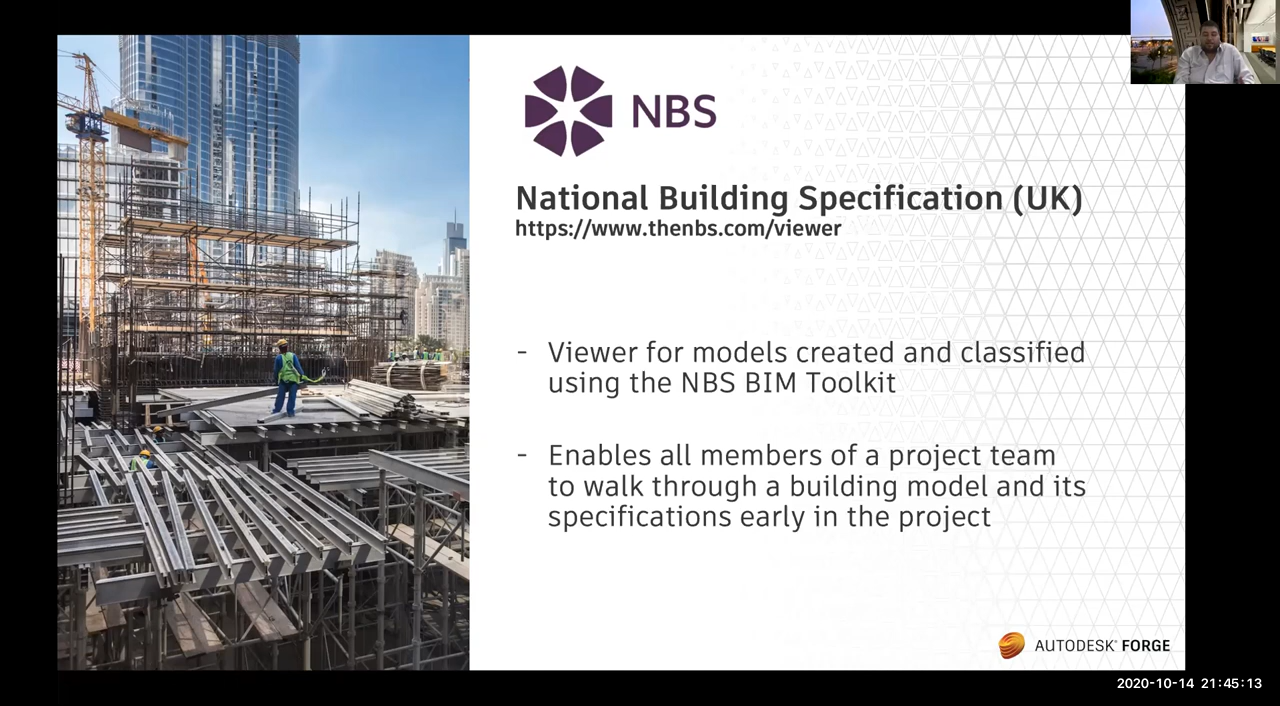 NBS
National Building Specification (UK)
https://www.thenbs.com/viewer
- Viewer for models created and classified
using the NBS BIM Toolkit
- Enables all members of a project team
to walk through a building model and its
specifications early in the project
AUTODESK® FORGE
2020-10-14 21:45:13